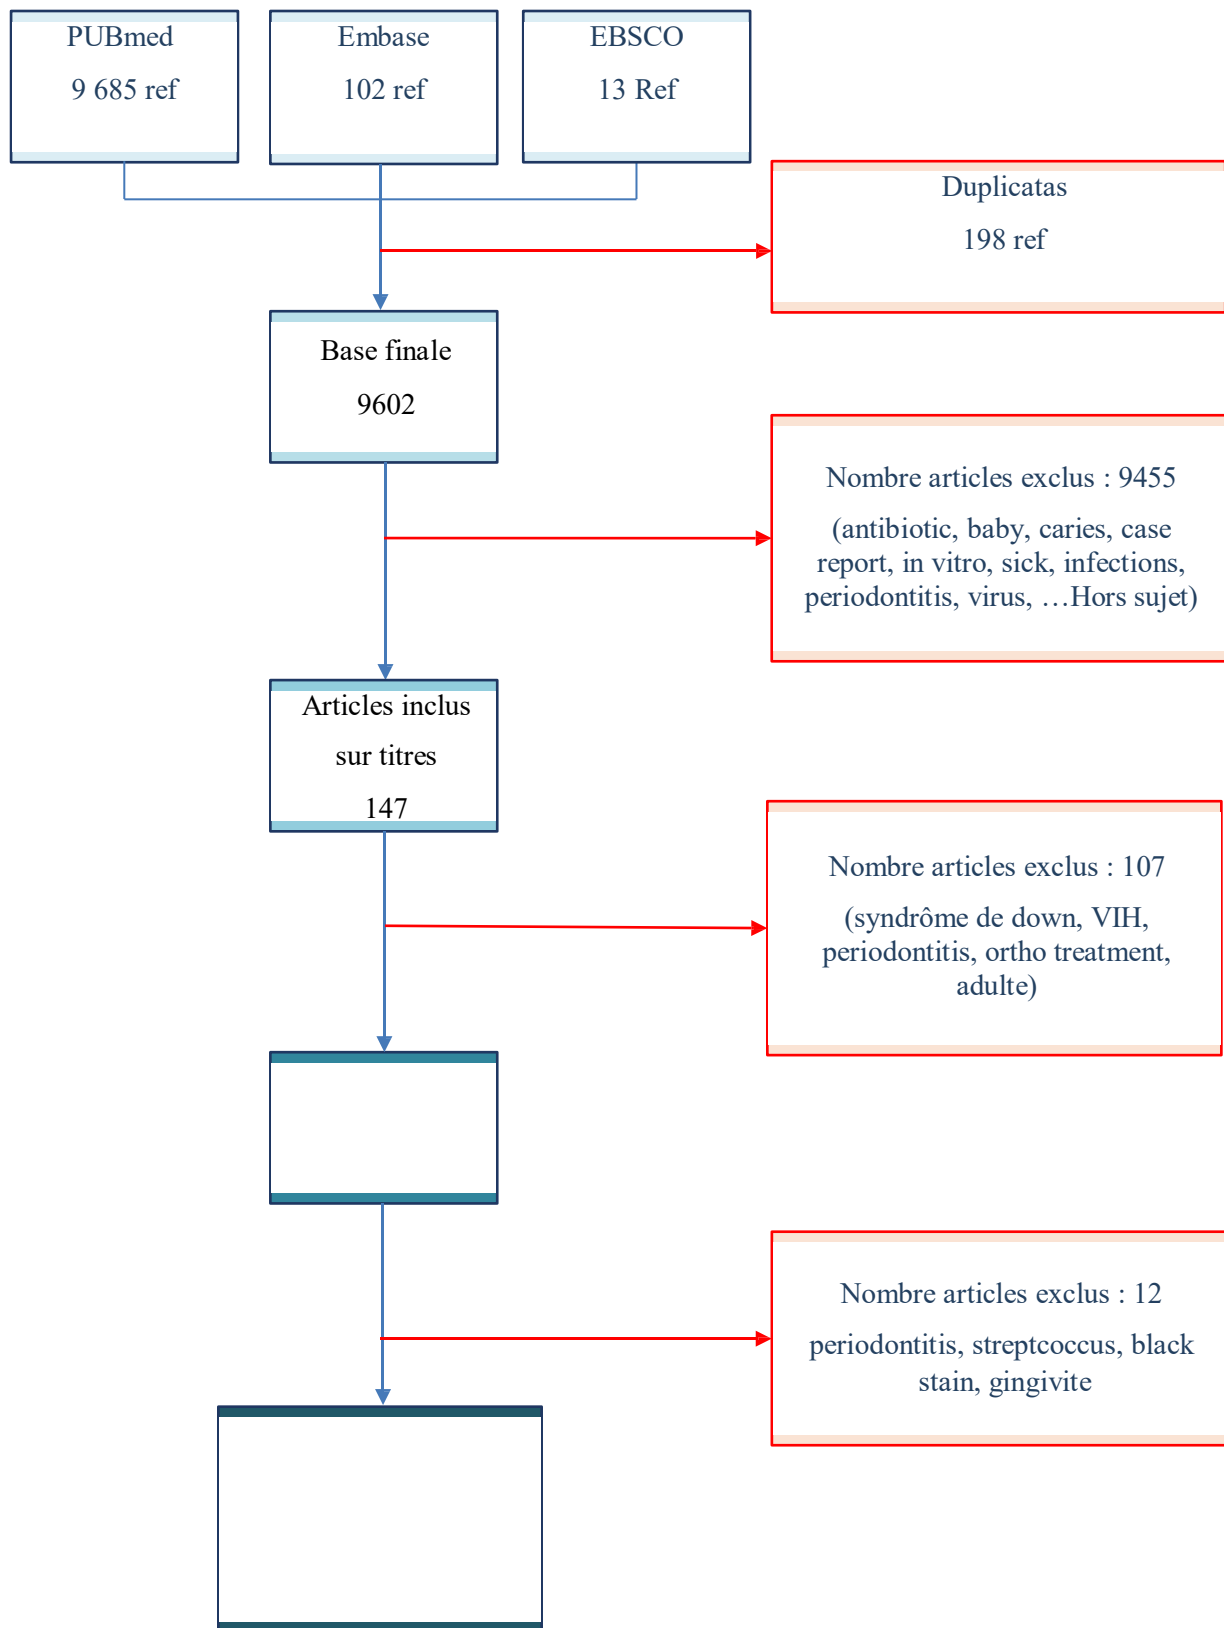 PUBmed
9 685 ref
Embase
102 ref
EBSCO
13 Ref
Duplicatas
198 ref
Base finale
9602
Nombre articles exclus : 9455
(antibiotic, baby, caries, case
report, in vitro, sick, infections,
periodontitis, virus, …Hors sujet)
Articles inclus
sur titres
147
Nombre articles exclus : 107
(syndrôme de down, VIH,
periodontitis, ortho treatment,
adulte)
Nombre articles exclus : 12
periodontitis, streptcoccus, black
stain, gingivite